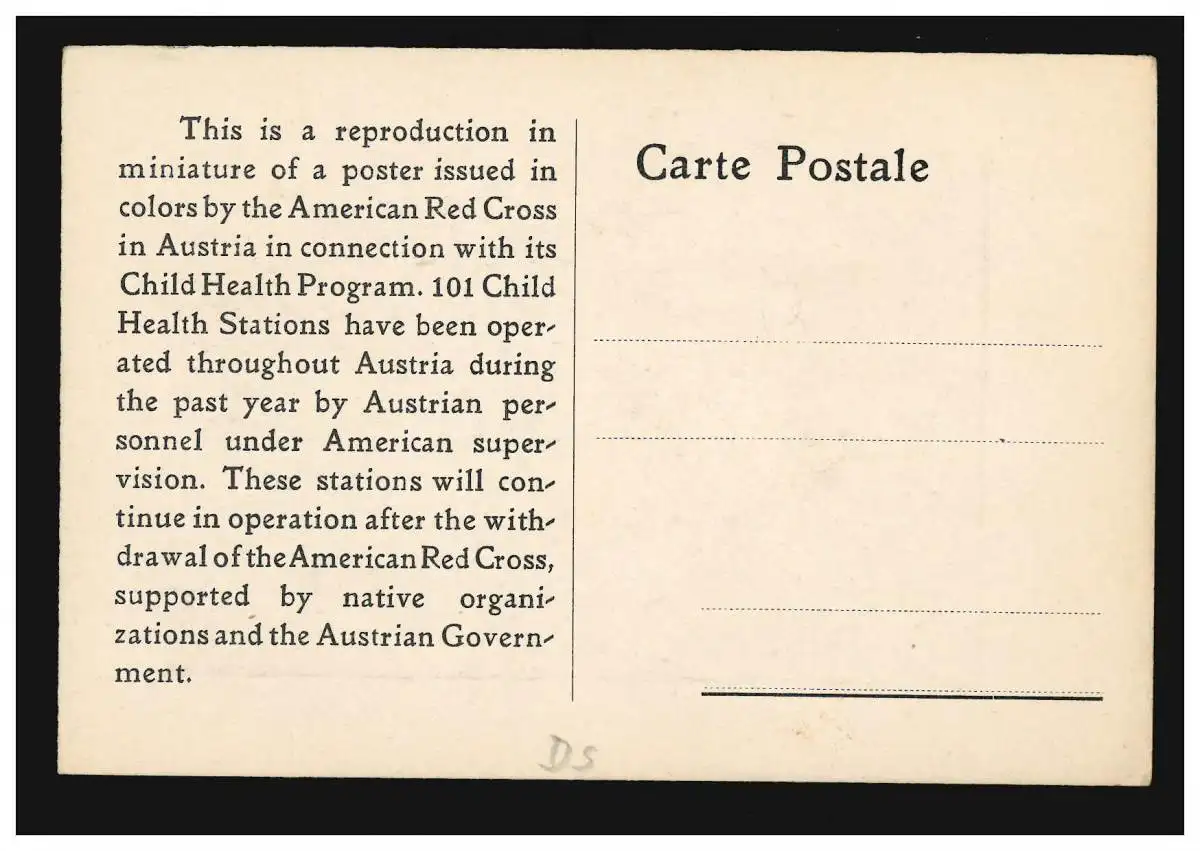 This is a reproduction in
miniature of a poster issued in
colors by the American Red Cross
in Austria in connection with its
Child Health Program. 101 Child
Health Stations have been oper-
ated throughout Austria during
the past year by Austrian per-
sonnel under American super-
vision. These stations will con-
tinue in operation after the with-
drawal of the American Red Cross,
supported by native organi-
zations and the Austrian Govern-
ment.
Carte Postale
DS